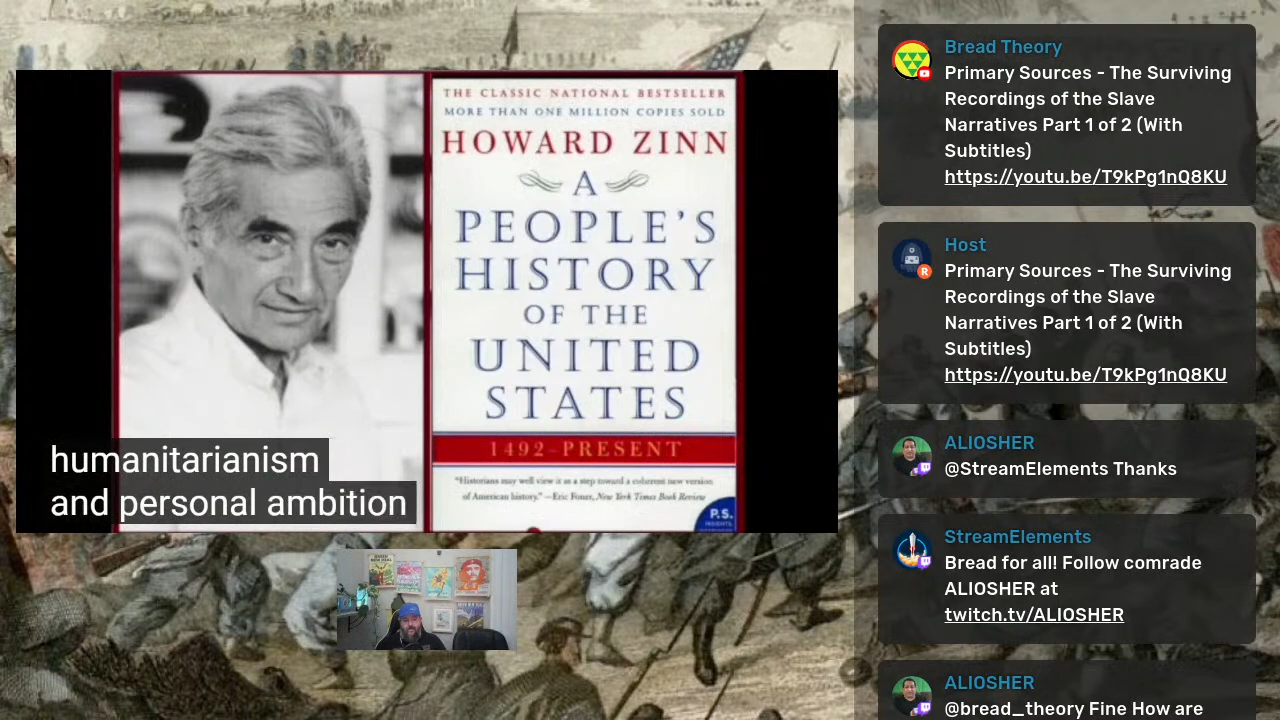 THE CLASSIC NATIONAL BESTSELLER
MORE THAN ONE MILLION COPIES SOLD
HOWARD ZINN
A
PEOPLE'S
HISTORY
OF THE
UNITED
STATES
1492-PRESENT
"Historians may well view it as a step toward a coherent new version
of American history." —Eric Foner, New York Times Book Review
P.S.
INSIGHTS
humanitarianism
and personal ambition
Bread Theory
Primary Sources - The Surviving
Recordings of the Slave
Narratives Part 1 of 2 (With
Subtitles)
https://youtu.be/T9kPg1nQ8KU
Host
Primary Sources - The Surviving
Recordings of the Slave
Narratives Part 1 of 2 (With
Subtitles)
https://youtu.be/T9kPg1nQ8KU
ALIOSHER
@StreamElements Thanks
StreamElements
Bread for all! Follow comrade
ALIOSHER at
twitch.tv/ALIOSHER
ALIOSHER
@bread_theory Fine How are